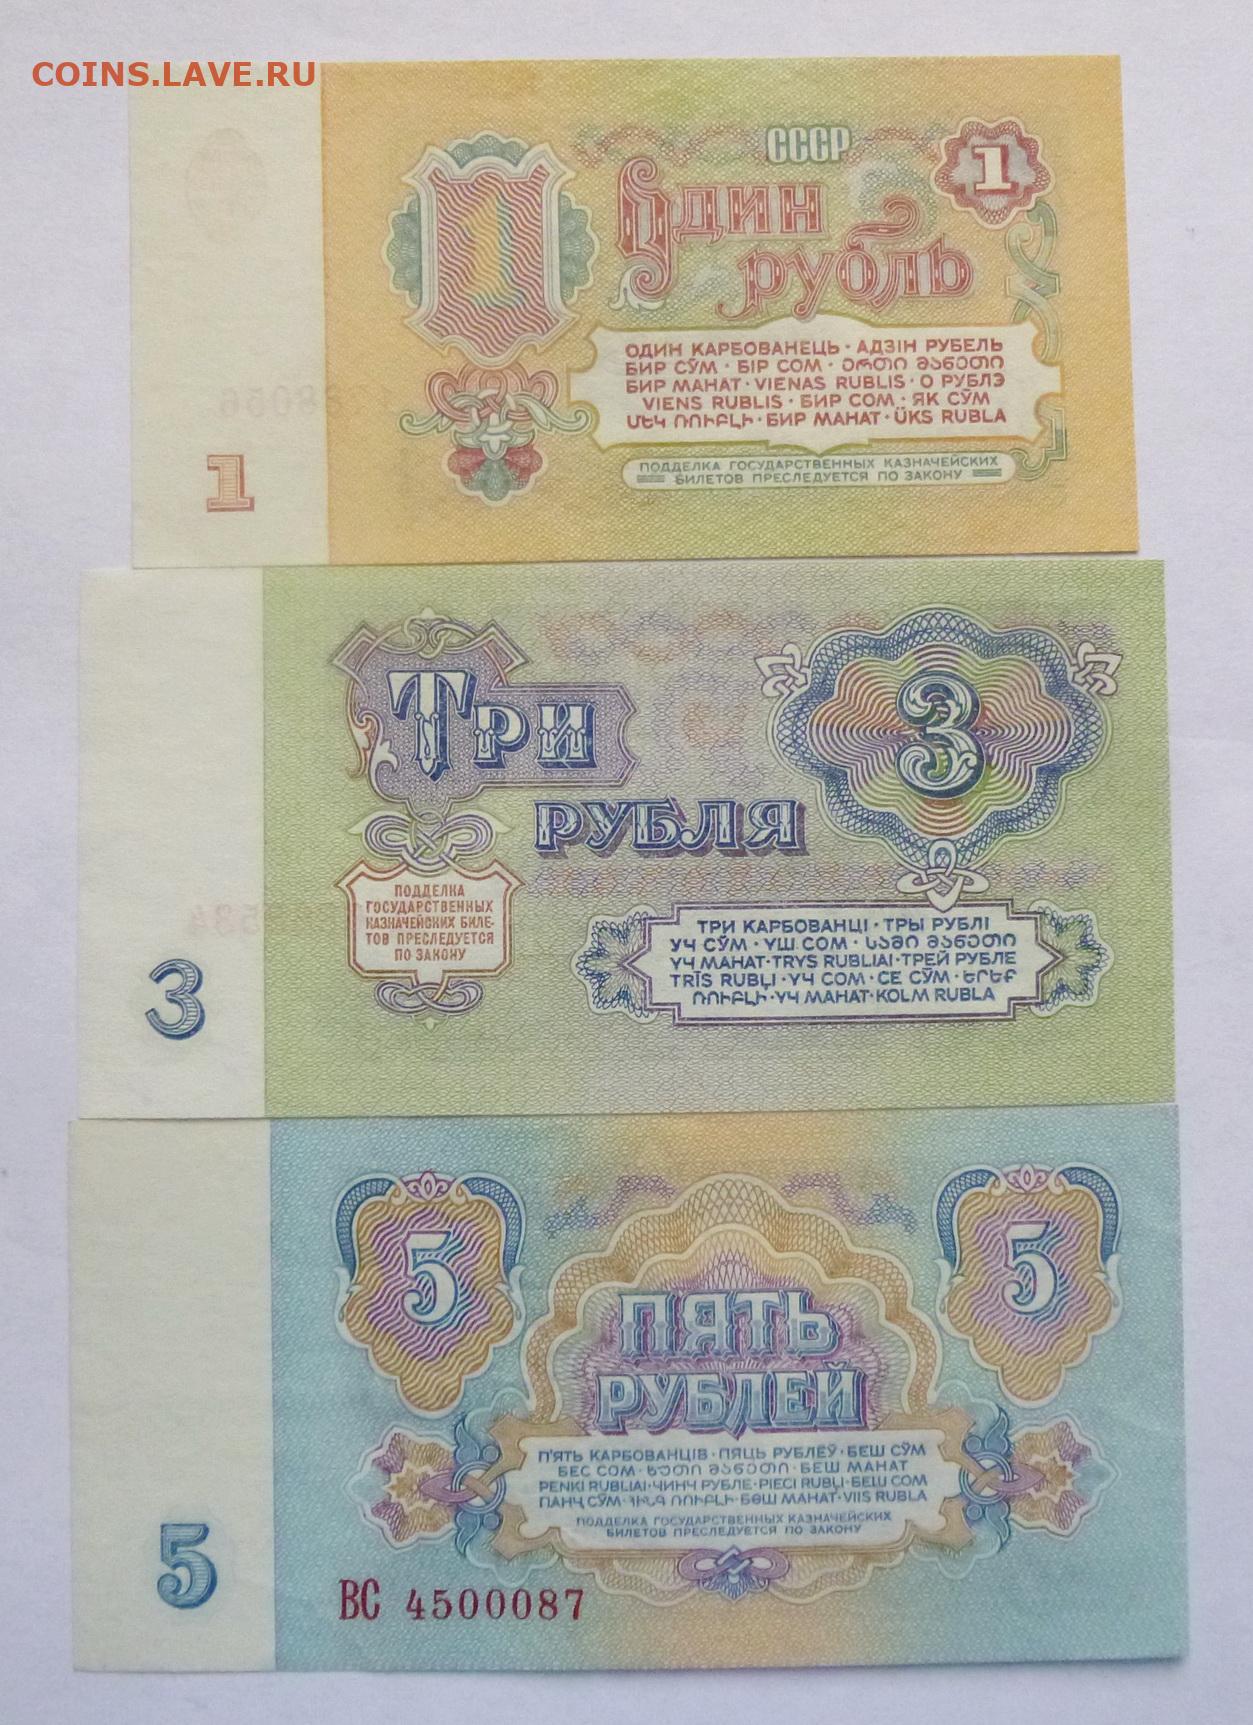 COINS.LAVE.RU
СССР
1
Один
рубль
1
ОДИН КАРБОВАНЕЦЬ · АДЗІН РУБЕЛЬ
БИР СЎМ · БІР СОМ · ᲔᲠᲗᲘ ᲛᲐᲜᲔᲗᲘ
БИР МАНАТ · VIENAS RUBLIS · О РУБЛЭ
VIENS RUBLIS · БИР СОМ · ЯК СЎМ
ՄԵԿ ՌՈՒԲԼԻ · БИР МАНАТ · ÜKS RUBLA
ПОДДЕЛКА ГОСУДАРСТВЕННЫХ КАЗНАЧЕЙСКИХ
БИЛЕТОВ ПРЕСЛЕДУЕТСЯ ПО ЗАКОНУ
1
ТРИ
РУБЛЯ
3
ПОДДЕЛКА
ГОСУДАРСТВЕННЫХ
КАЗНАЧЕЙСКИХ БИЛЕ-
ТОВ ПРЕСЛЕДУЕТСЯ
ПО ЗАКОНУ
ТРИ КАРБОВАНЦІ · ТРЫ РУБЛІ
УЧ СЎМ · ҮШ СОМ · ᲡᲐᲛᲘ ᲛᲐᲜᲔᲗᲘ
ҮЧ МАНАТ · TRYS RUBLIAI · ТРЕЙ РУБЛЕ
TRĪS RUBĻI · ҮЧ СОМ · СЕ СЎМ · ԵՐԵՔ
ՌՈՒԲԼԻ · ҮЧ МАНАТ · KOLM RUBLA
3
5
5
ПЯТЬ
РУБЛЕЙ
П'ЯТЬ КАРБОВАНЦІВ · ПЯЦЬ РУБЛЕЎ · БЕШ СЎМ
БЕС СОМ · ᲮᲣᲗᲘ ᲛᲐᲜᲔᲗᲘ · БЕШ МАНАТ
PENKI RUBLIAI · ЧИНЧ РУБЛЕ · PIECI RUBĻI · БЕШ СОМ
ПАНҶ СЎМ · ՀԻՆԳ ՌՈՒԲԼԻ · БӘШ МАНАТ · VIIS RUBLA
ПОДДЕЛКА ГОСУДАРСТВЕННЫХ КАЗНАЧЕЙСКИХ
БИЛЕТОВ ПРЕСЛЕДУЕТСЯ ПО ЗАКОНУ
5
ВС 4500087